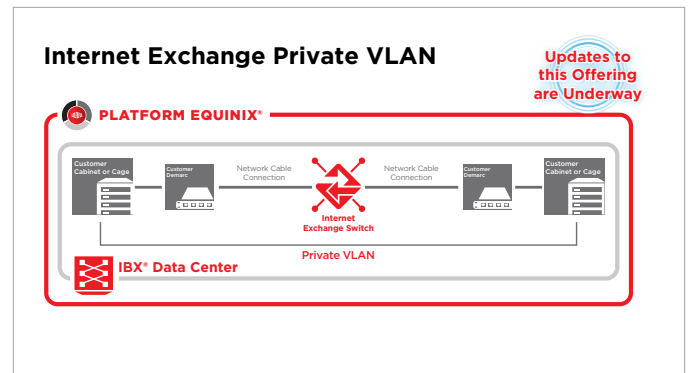 Internet Exchange Private VLAN
Updates to
this Offering
are Underway
PLATFORM EQUINIX®
Customer
Cabinet or Cage
Customer
Demarc
Network Cable
Connection
Internet
Exchange Switch
Network Cable
Connection
Customer
Demarc
Customer
Cabinet or Cage
Private VLAN
IBX® Data Center